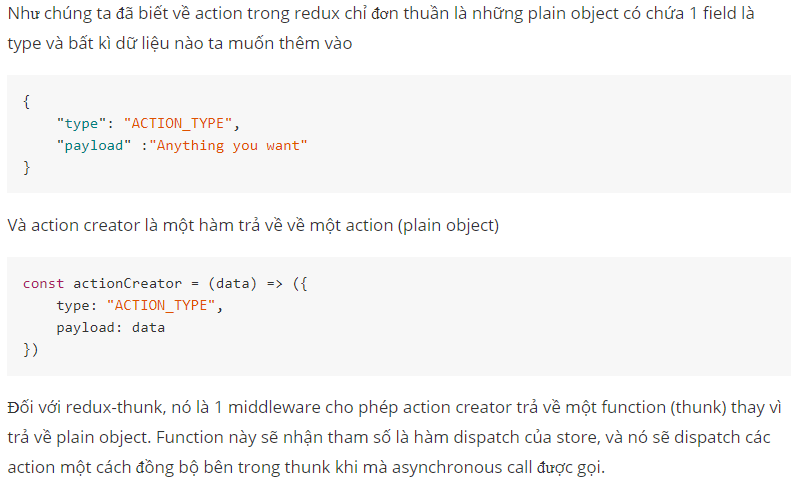 Như chúng ta đã biết về action trong redux chỉ đơn thuần là những plain object có chứa 1 field là
type và bất kì dữ liệu nào ta muốn thêm vào
{
    "type": "ACTION_TYPE",
    "payload" :"Anything you want"
}
Và action creator là một hàm trả về về một action (plain object)
const actionCreator = (data) => ({
    type: "ACTION_TYPE",
    payload: data
})
Đối với redux-thunk, nó là 1 middleware cho phép action creator trả về một function (thunk) thay vì
trả về plain object. Function này sẽ nhận tham số là hàm dispatch của store, và nó sẽ dispatch các
action một cách đồng bộ bên trong thunk khi mà asynchronous call được gọi.